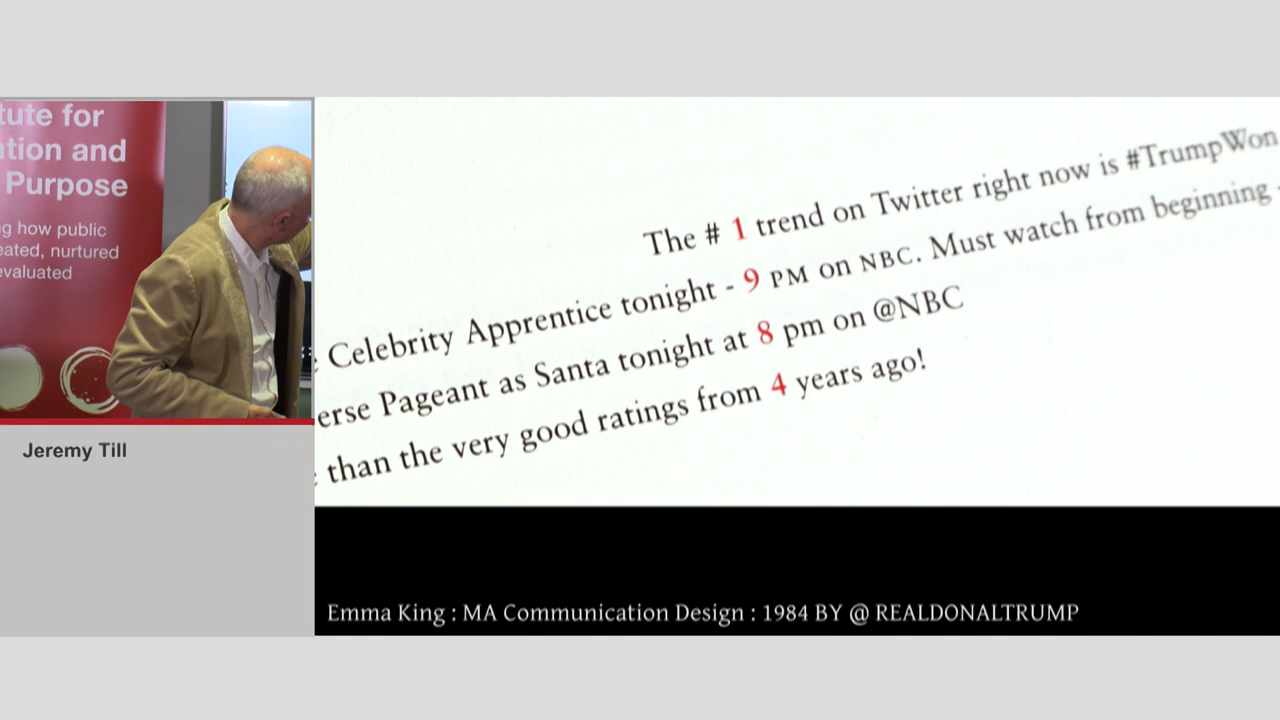 tute for
ation and
Purpose
g how public
eated, nurtured
evaluated
Jeremy Till
The # 1 trend on Twitter right now is #TrumpWon
Celebrity Apprentice tonight - 9 PM on NBC. Must watch from beginning -
erse Pageant as Santa tonight at 8 pm on @NBC
than the very good ratings from 4 years ago!
Emma King : MA Communication Design : 1984 BY @ REALDONALTRUMP